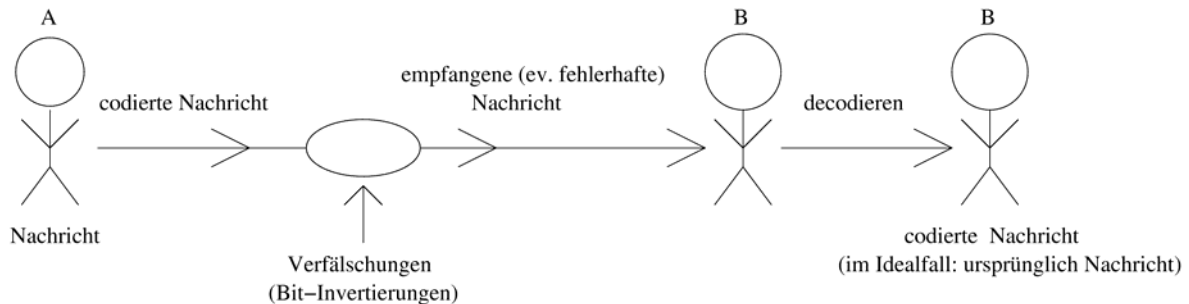 A
B
B
codierte Nachricht
empfangene (ev. fehlerhafte)
Nachricht
decodieren
Nachricht
Verfälschungen
(Bit−Invertierungen)
codierte Nachricht
(im Idealfall: ursprünglich Nachricht)